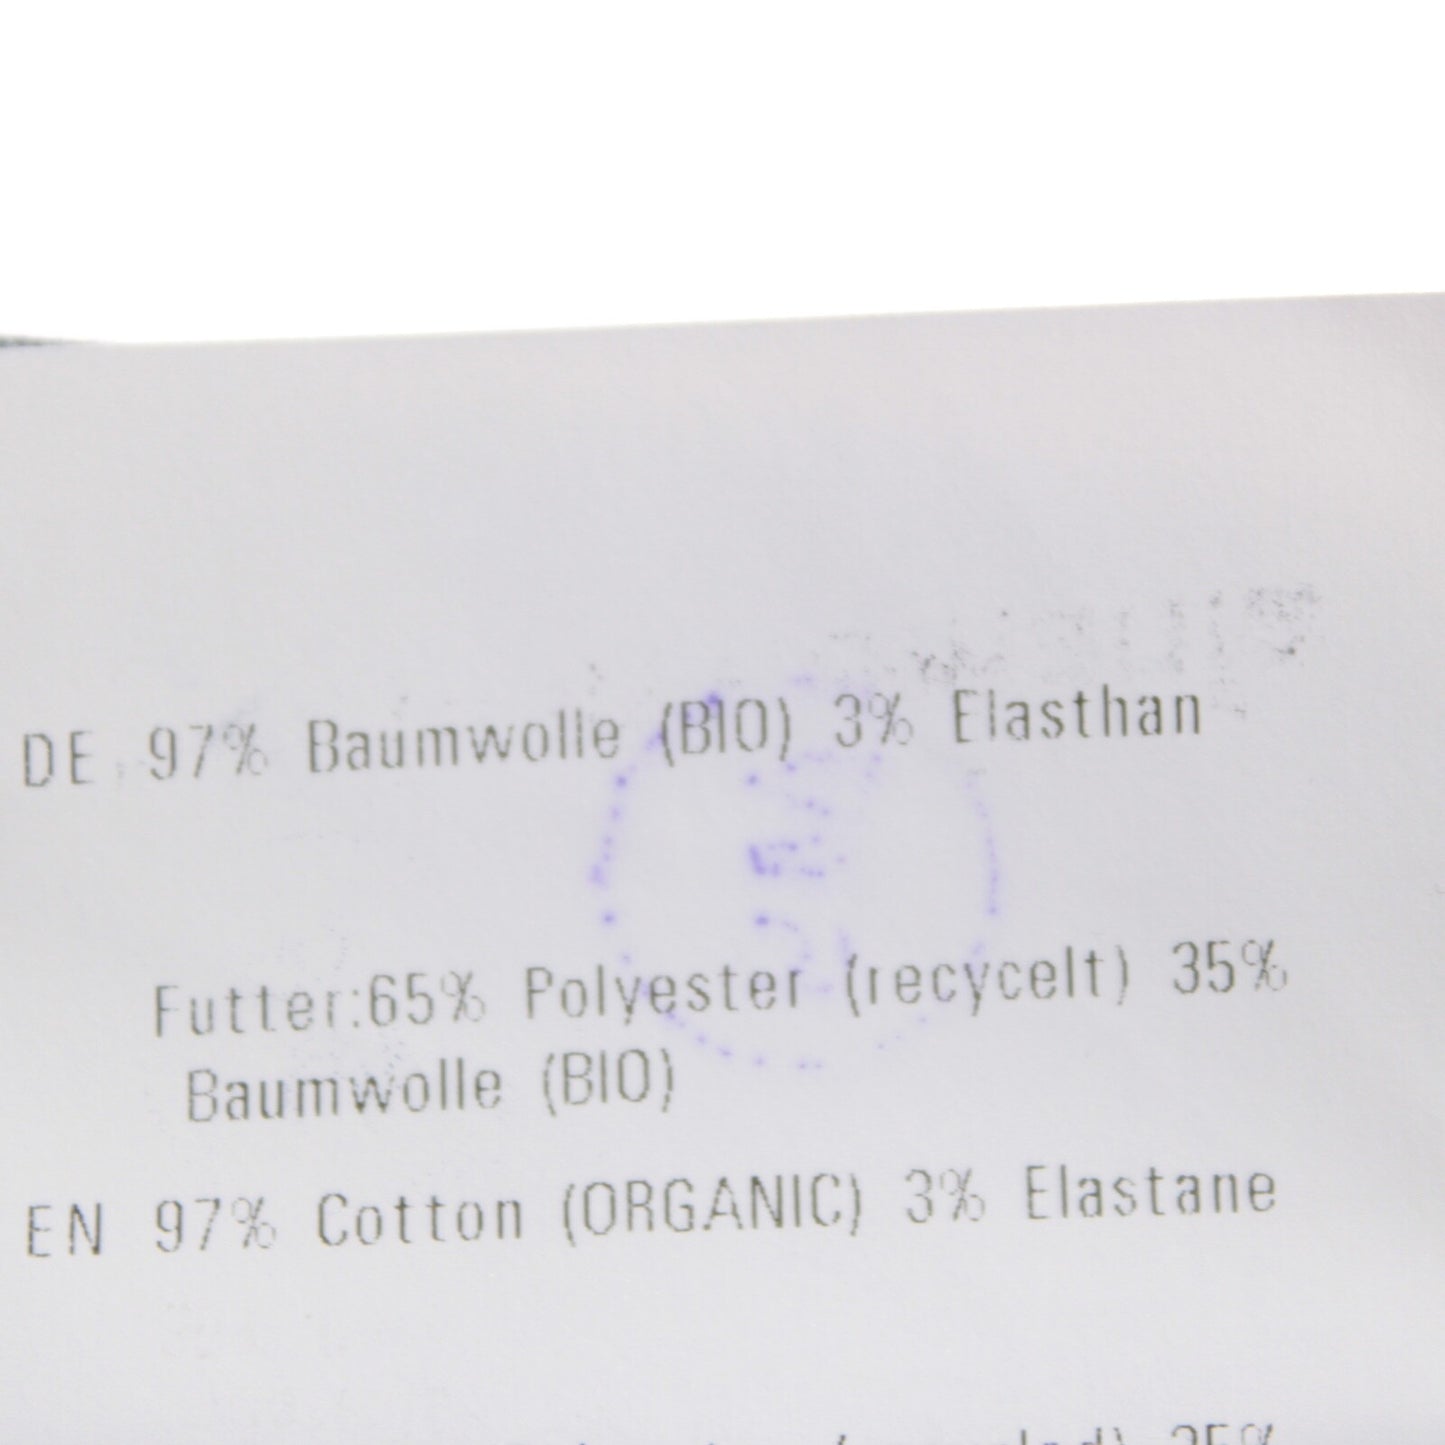 DE 97% Baumwolle (BIO) 3% Elasthan
Futter:65% Polyester (recycelt) 35%
Baumwolle (BIO)
EN 97% Cotton (ORGANIC) 3% Elastane
35%